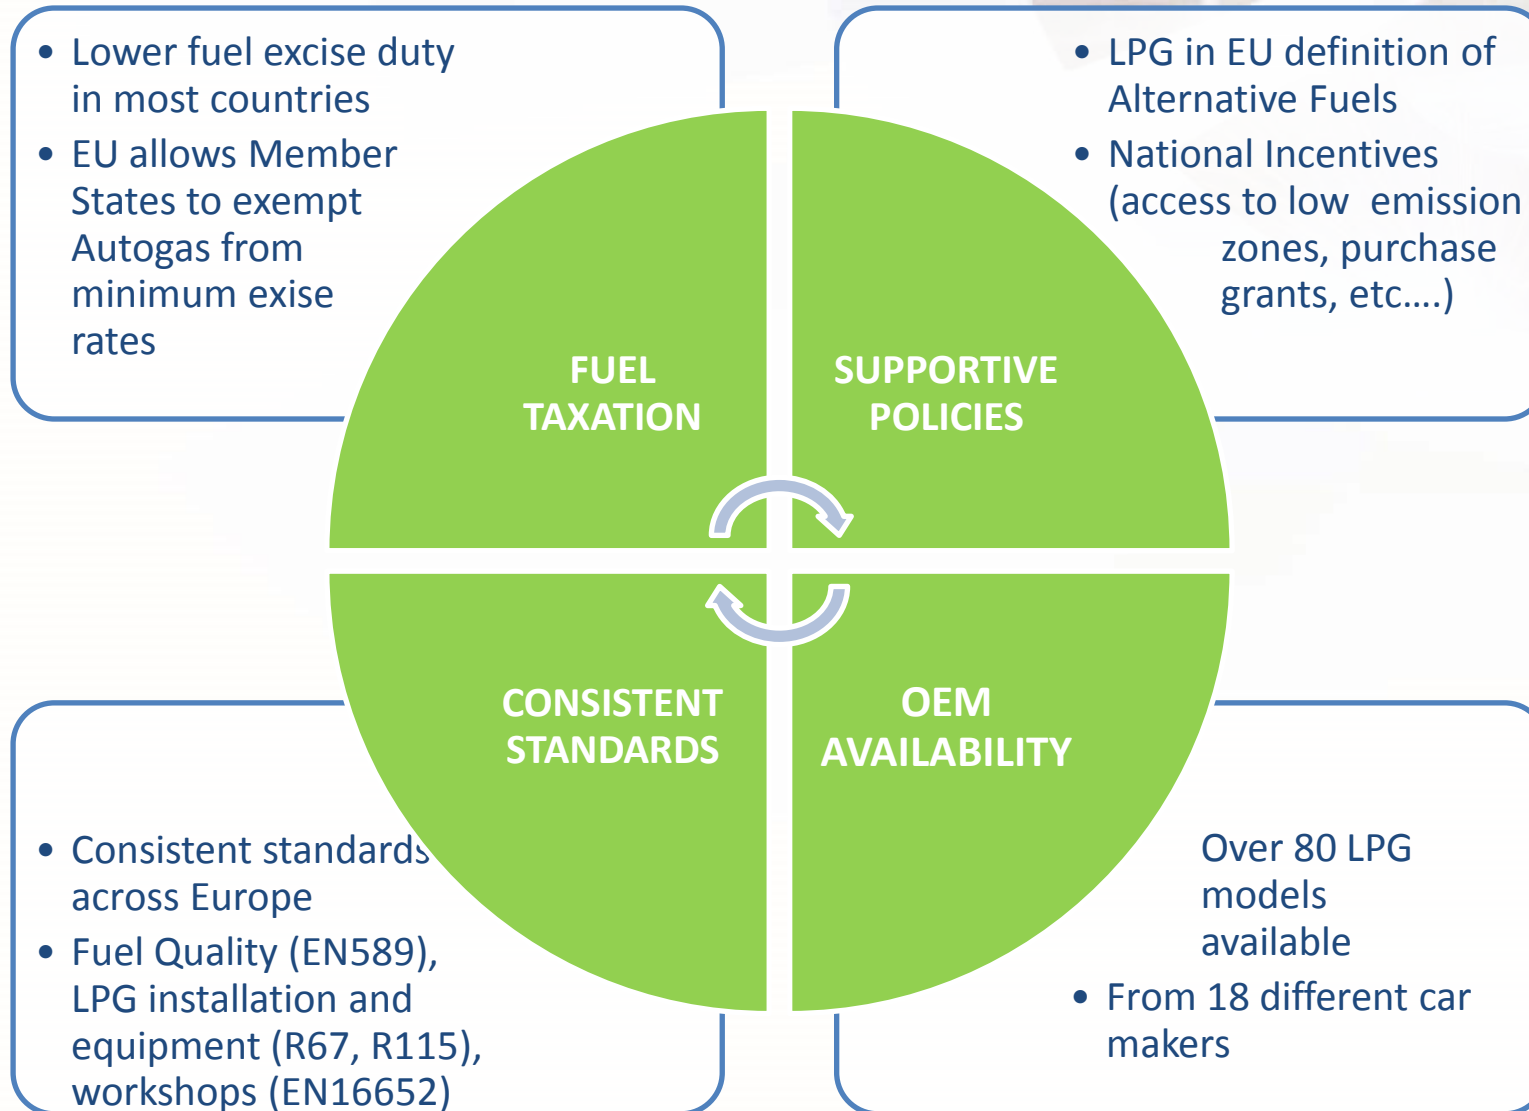 • Lower fuel excise duty
in most countries
• EU allows Member
States to exempt
Autogas from
minimum exise
rates
• LPG in EU definition of
Alternative Fuels
• National Incentives
(access to low  emission
zones, purchase
grants, etc....)
FUEL
TAXATION
SUPPORTIVE
POLICIES
CONSISTENT
STANDARDS
OEM
AVAILABILITY
• Consistent standards
across Europe
• Fuel Quality (EN589),
LPG installation and
equipment (R67, R115),
workshops (EN16652)
Over 80 LPG
models
available
• From 18 different car
makers